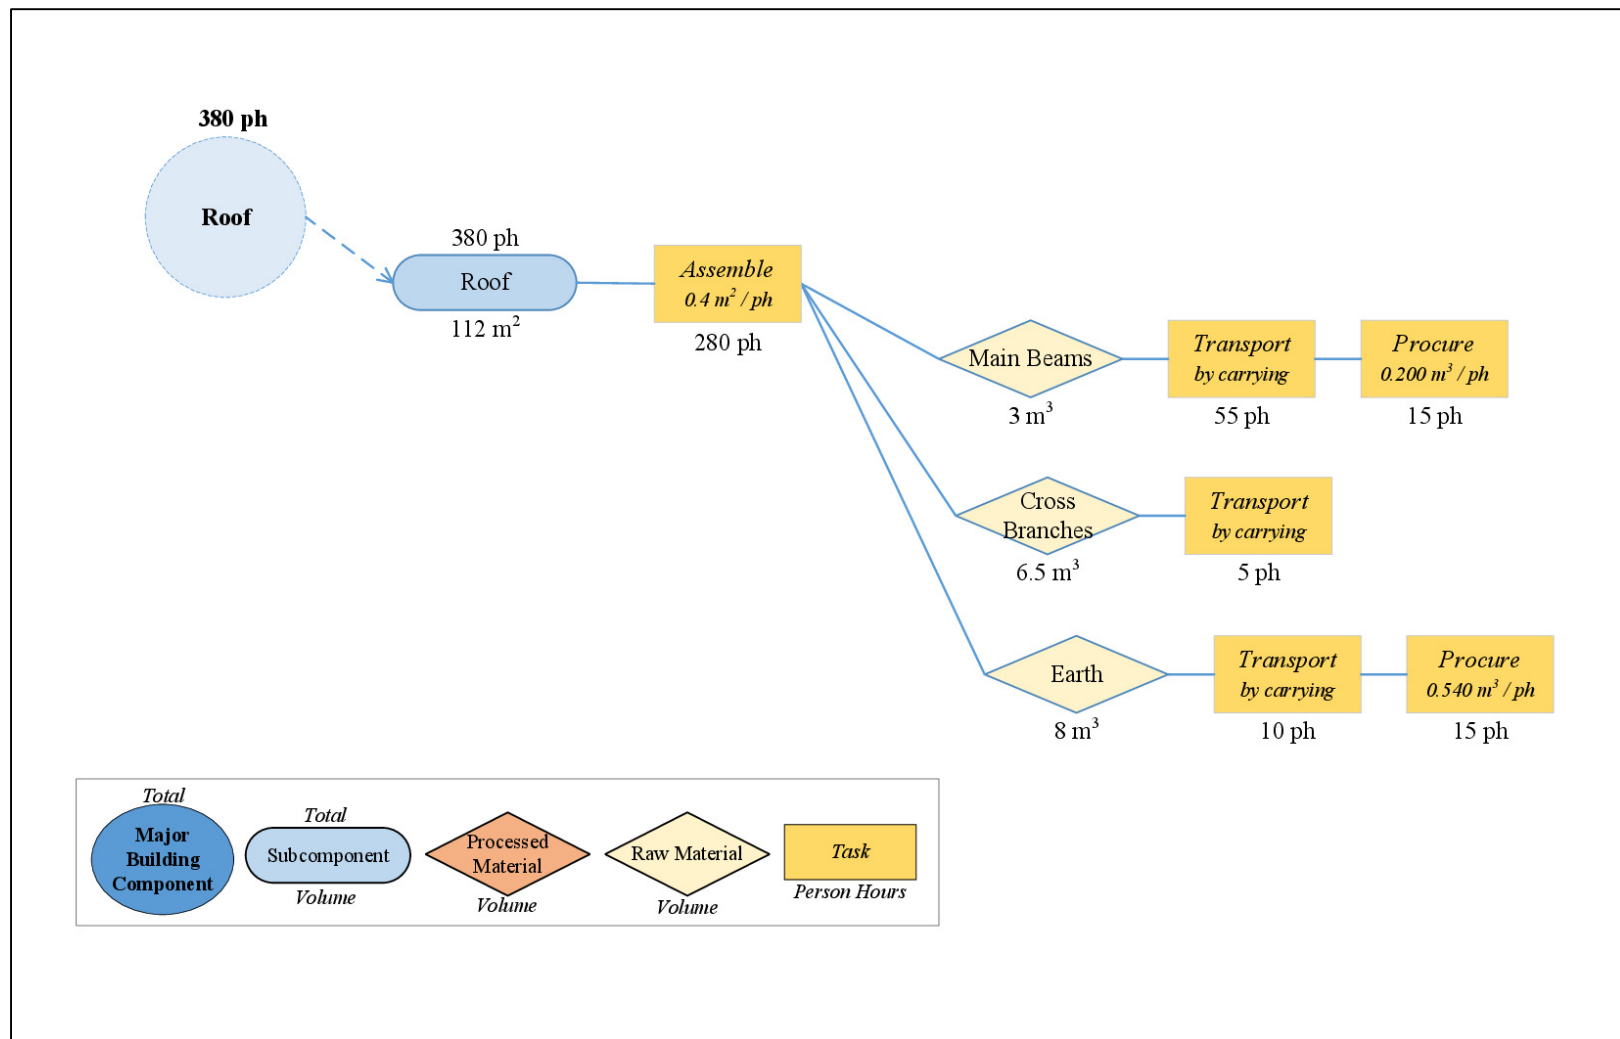 380 ph
Roof
380 ph
Roof
112 m²
Assemble
0.4 m² / ph
280 ph
Main Beams
3 m³
Transport
by carrying
55 ph
Procure
0.200 m³ / ph
15 ph
Cross
Branches
6.5 m³
Transport
by carrying
5 ph
Earth
8 m³
Transport
by carrying
10 ph
Procure
0.540 m³ / ph
15 ph
Total
Major
Building
Component
Total
Subcomponent
Volume
Processed
Material
Volume
Raw Material
Volume
Task
Person Hours